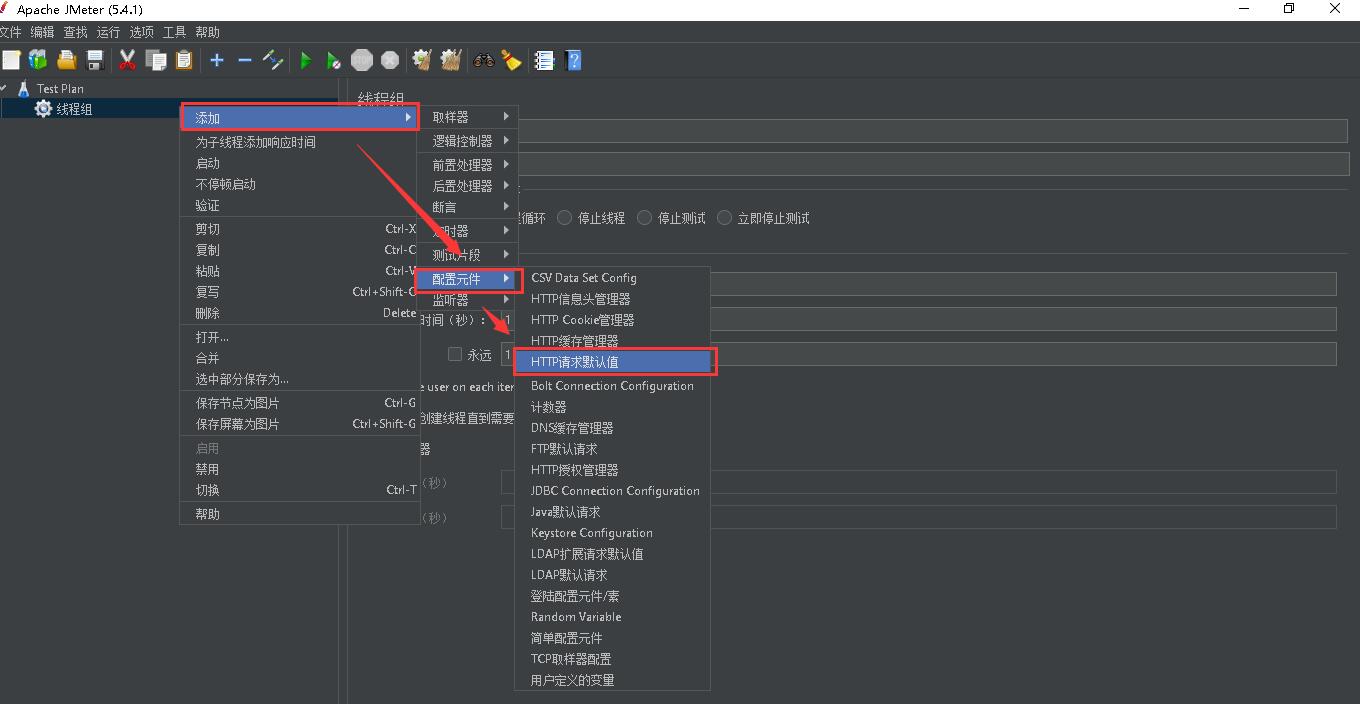 Apache JMeter (5.4.1)
文件 编辑 查找 运行 选项 工具 帮助
Test Plan
线程组
线程组
添加
为子线程添加响应时间
启动
不停顿启动
验证
剪切 Ctrl-X
复制 Ctrl-C
粘贴 Ctrl-V
复写 Ctrl+Shift-C
删除 Delete
打开...
合并
选中部分保存为...
保存节点为图片 Ctrl-G
保存屏幕为图片 Ctrl+Shift-G
启用
禁用
切换 Ctrl-T
帮助
取样器
逻辑控制器
前置处理器
后置处理器
断言
定时器
测试片段
配置元件
监听器
循环 停止线程 停止测试 立即停止测试
时间（秒）： 1
永远 1
user on each iter
创建线程直到需要
器
（秒）
（秒）
CSV Data Set Config
HTTP信息头管理器
HTTP Cookie管理器
HTTP缓存管理器
HTTP请求默认值
Bolt Connection Configuration
计数器
DNS缓存管理器
FTP默认请求
HTTP授权管理器
JDBC Connection Configuration
Java默认请求
Keystore Configuration
LDAP扩展请求默认值
LDAP默认请求
登陆配置元件/素
Random Variable
简单配置元件
TCP取样器配置
用户定义的变量